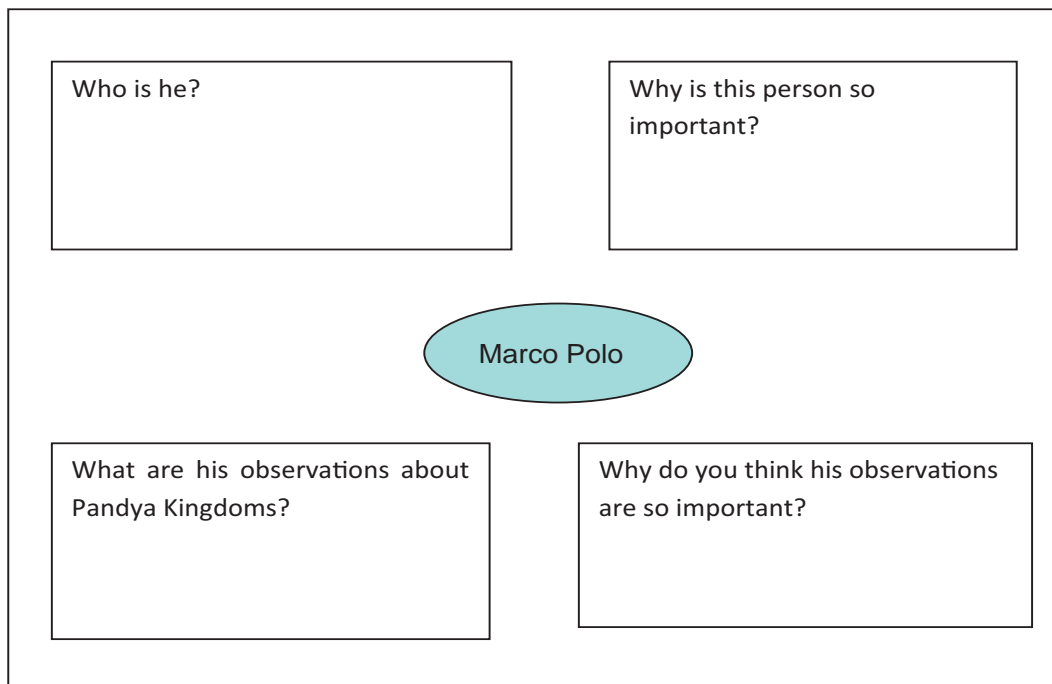 Who is he?
Why is this person so
important?
Marco Polo
What are his observations about
Pandya Kingdoms?
Why do you think his observations
are so important?